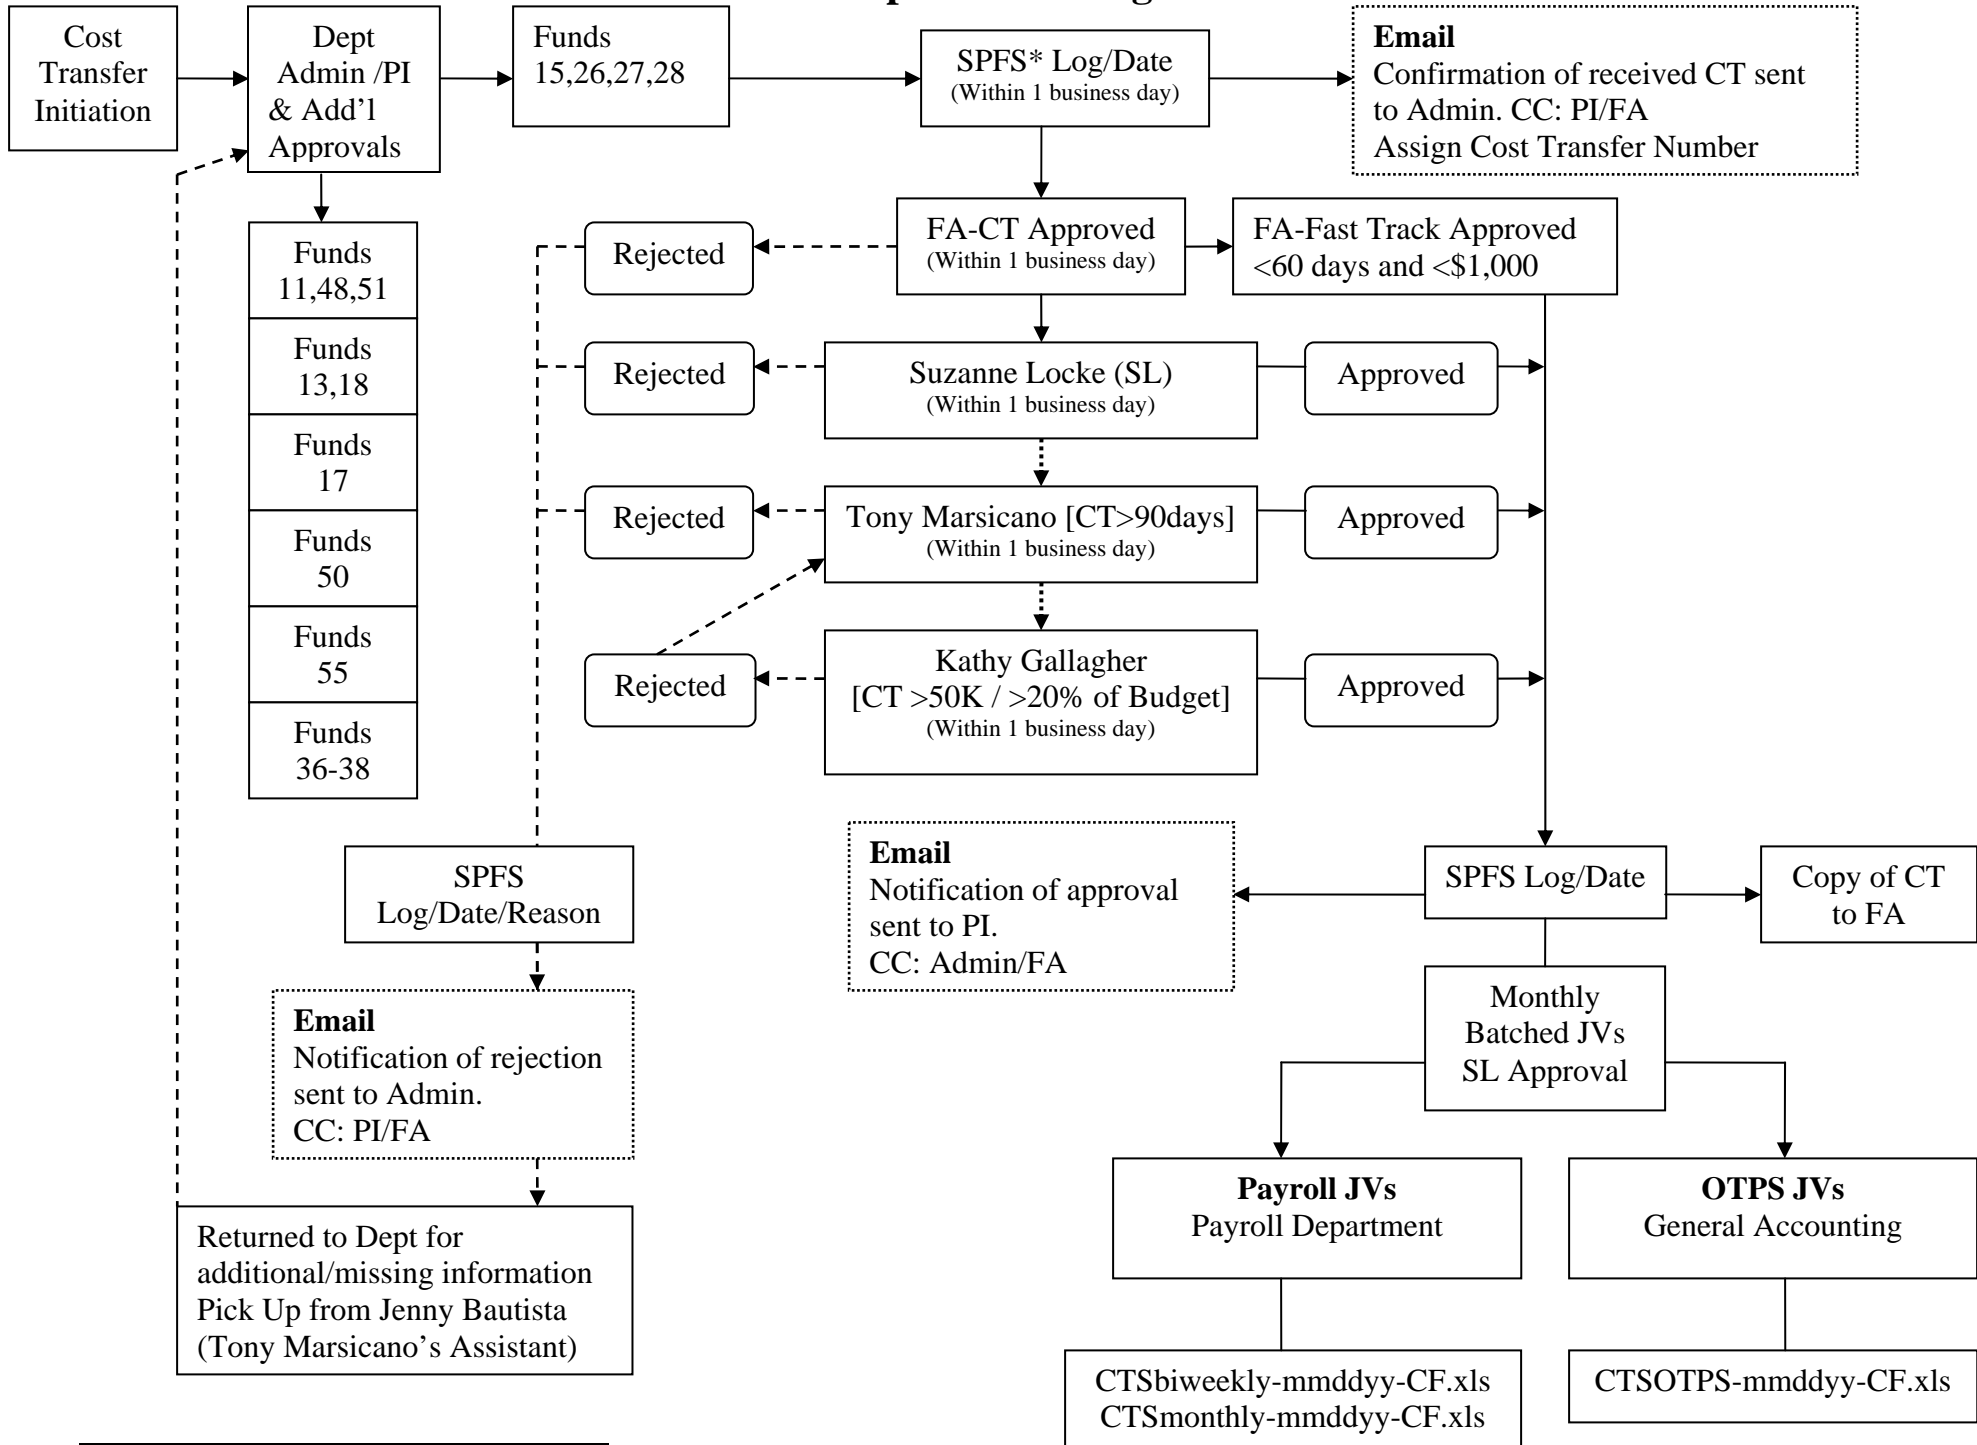 Cost
Transfer
Initiation
Dept
Admin /PI
& Add’l
Approvals
Funds
15,26,27,28
SPFS* Log/Date
(Within 1 business day)
Email
Confirmation of received CT sent
to Admin. CC: PI/FA
Assign Cost Transfer Number
Funds
11,48,51
Funds
13,18
Funds
17
Funds
50
Funds
55
Funds
36-38
Rejected
FA-CT Approved
(Within 1 business day)
FA-Fast Track Approved
<60 days and <$1,000
Rejected
Suzanne Locke (SL)
(Within 1 business day)
Approved
Rejected
Tony Marsicano [CT>90days]
(Within 1 business day)
Approved
Rejected
Kathy Gallagher
[CT >50K / >20% of Budget]
(Within 1 business day)
Approved
SPFS
Log/Date/Reason
Email
Notification of approval
sent to PI.
CC: Admin/FA
SPFS Log/Date
Copy of CT
to FA
Email
Notification of rejection
sent to Admin.
CC: PI/FA
Monthly
Batched JVs
SL Approval
Returned to Dept for
additional/missing information
Pick Up from Jenny Bautista
(Tony Marsicano’s Assistant)
Payroll JVs
Payroll Department
OTPS JVs
General Accounting
CTSbiweekly-mmddyy-CF.xls
CTSmonthly-mmddyy-CF.xls
CTSOTPS-mmddyy-CF.xls